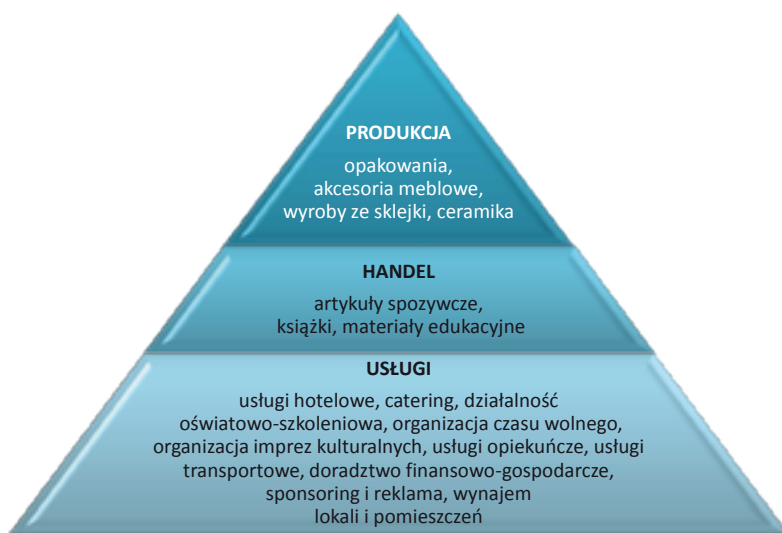 PRODUKCJA
opakowania,
akcesoria meblowe,
wyroby ze sklejki, ceramika
HANDEL
artykuły spożywcze,
książki, materiały edukacyjne
USŁUGI
usługi hotelowe, catering, działalność
oświatowo-szkoleniowa, organizacja czasu wolnego,
organizacja imprez kulturalnych, usługi opiekuńcze, usługi
transportowe, doradztwo finansowo-gospodarcze,
sponsoring i reklama, wynajem
lokali i pomieszczeń